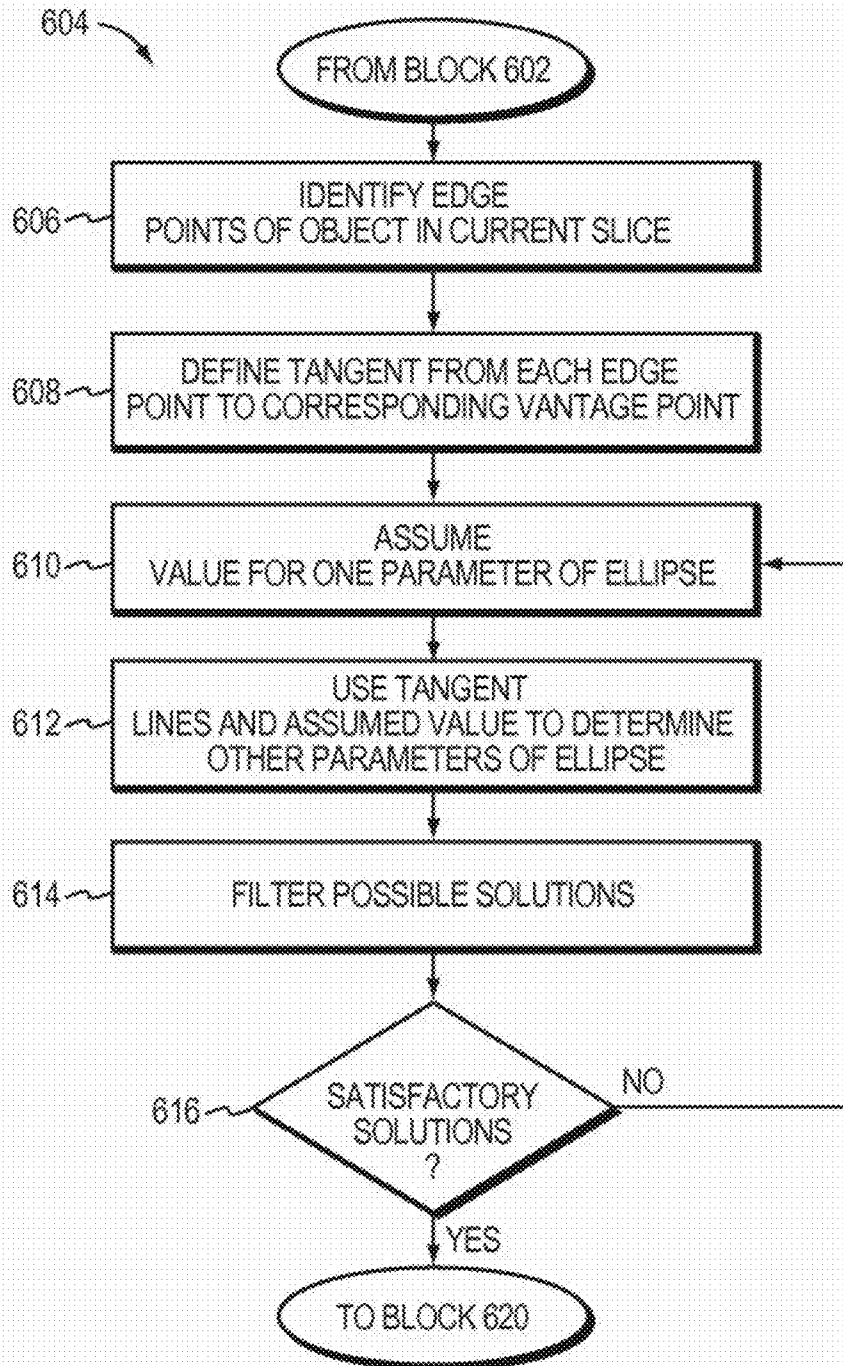 604
FROM BLOCK 602
606
IDENTIFY EDGE
POINTS OF OBJECT IN CURRENT SLICE
608
DEFINE TANGENT FROM EACH EDGE
POINT TO CORRESPONDING VANTAGE POINT
610
ASSUME
VALUE FOR ONE PARAMETER OF ELLIPSE
612
USE TANGENT
LINES AND ASSUMED VALUE TO DETERMINE
OTHER PARAMETERS OF ELLIPSE
614
FILTER POSSIBLE SOLUTIONS
616
SATISFACTORY
SOLUTIONS
?
NO
YES
TO BLOCK 620